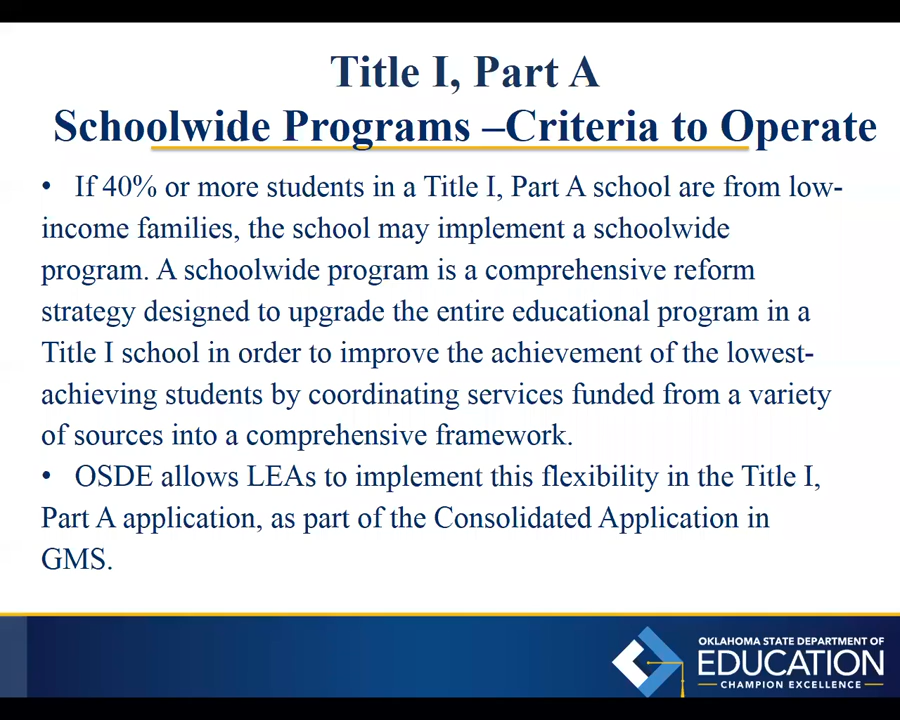 Title I, Part A
Schoolwide Programs –Criteria to Operate
• If 40% or more students in a Title I, Part A school are from low-
income families, the school may implement a schoolwide
program. A schoolwide program is a comprehensive reform
strategy designed to upgrade the entire educational program in a
Title I school in order to improve the achievement of the lowest-
achieving students by coordinating services funded from a variety
of sources into a comprehensive framework.
• OSDE allows LEAs to implement this flexibility in the Title I,
Part A application, as part of the Consolidated Application in
GMS.
OKLAHOMA STATE DEPARTMENT OF
EDUCATION
CHAMPION EXCELLENCE